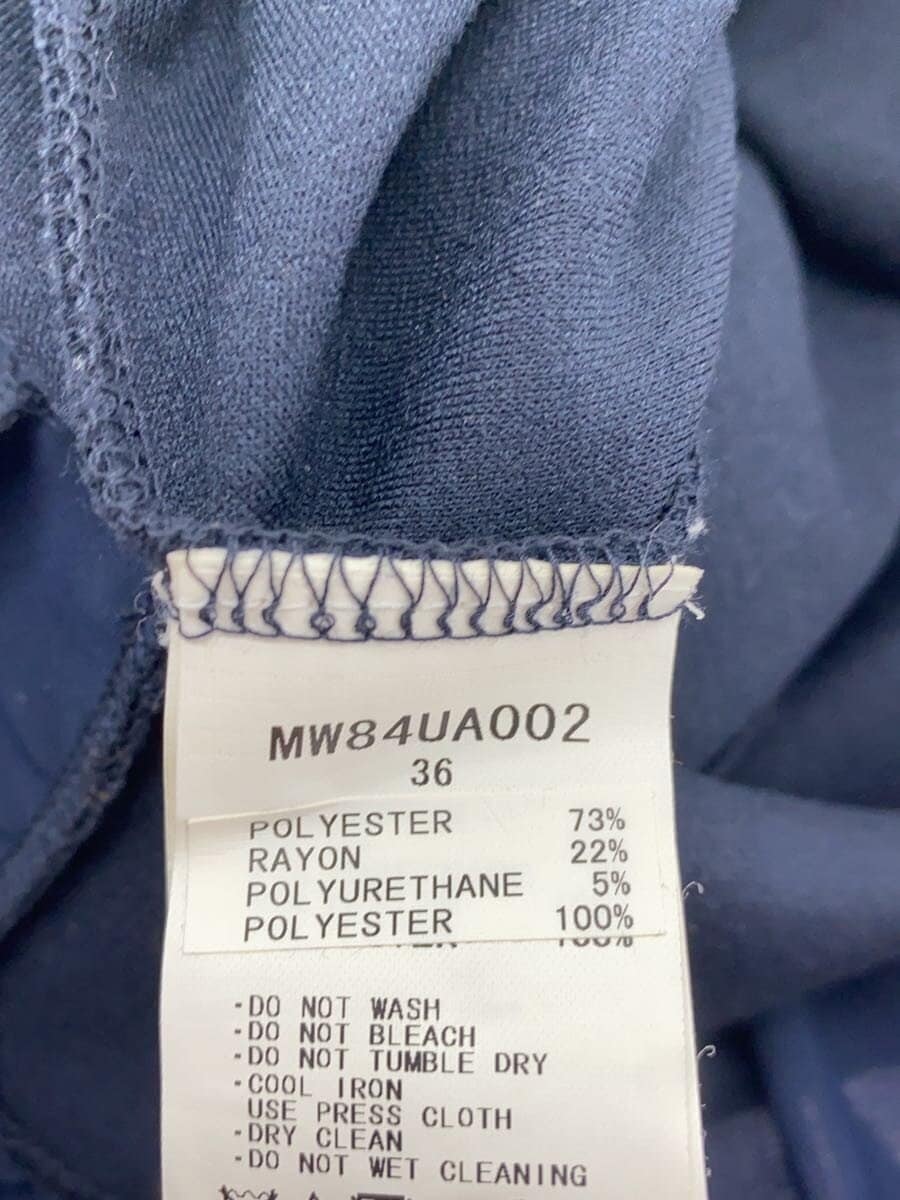 MW84UA002
36
POLYESTER 73%
RAYON 22%
POLYURETHANE 5%
POLYESTER 100%
-DO NOT WASH
-DO NOT BLEACH
-DO NOT TUMBLE DRY
-COOL IRON
USE PRESS CLOTH
-DRY CLEAN
-DO NOT WET CLEANING